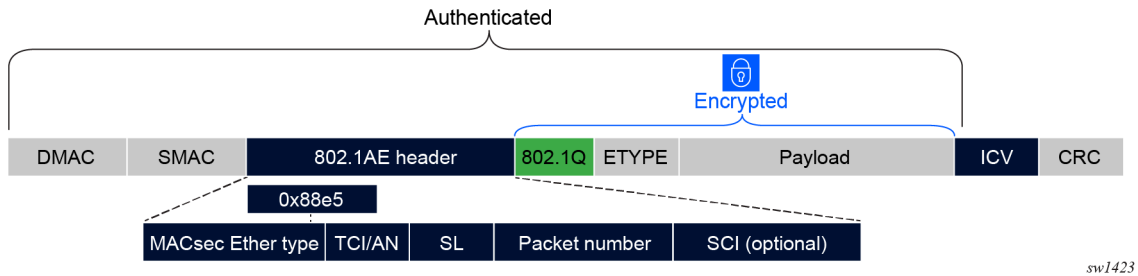 Authenticated
Encrypted
DMAC SMAC 802.1AE header 802.1Q ETYPE Payload ICV CRC
0x88e5
MACsec Ether type TCI/AN SL Packet number SCI (optional)
sw1423